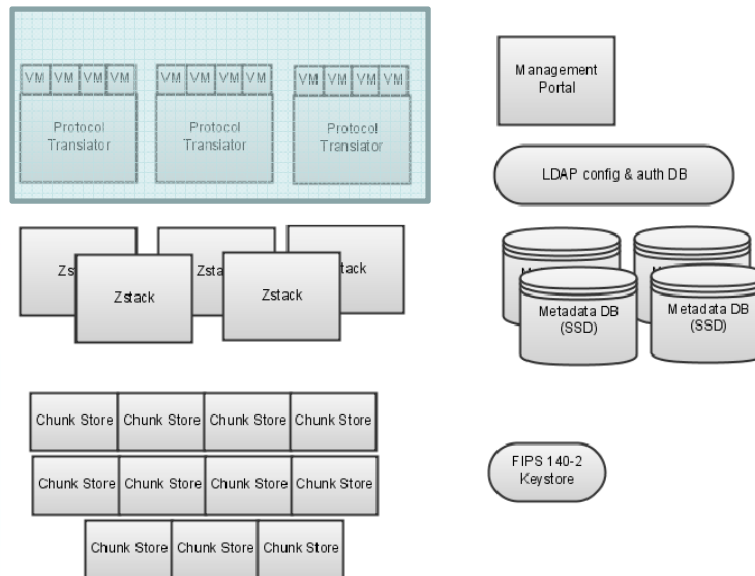 VM VM VM VM
Protocol
Translator
VM VM VM VM
Protocol
Translator
VM VM VM VM
Protocol
Translator
Management
Portal
LDAP config & auth DB
Zstack
Zstack
Metadata DB
(SSD)
Metadata DB
(SSD)
Chunk Store Chunk Store Chunk Store Chunk Store
Chunk Store Chunk Store Chunk Store Chunk Store
Chunk Store Chunk Store Chunk Store
FIPS 140-2
Keystore